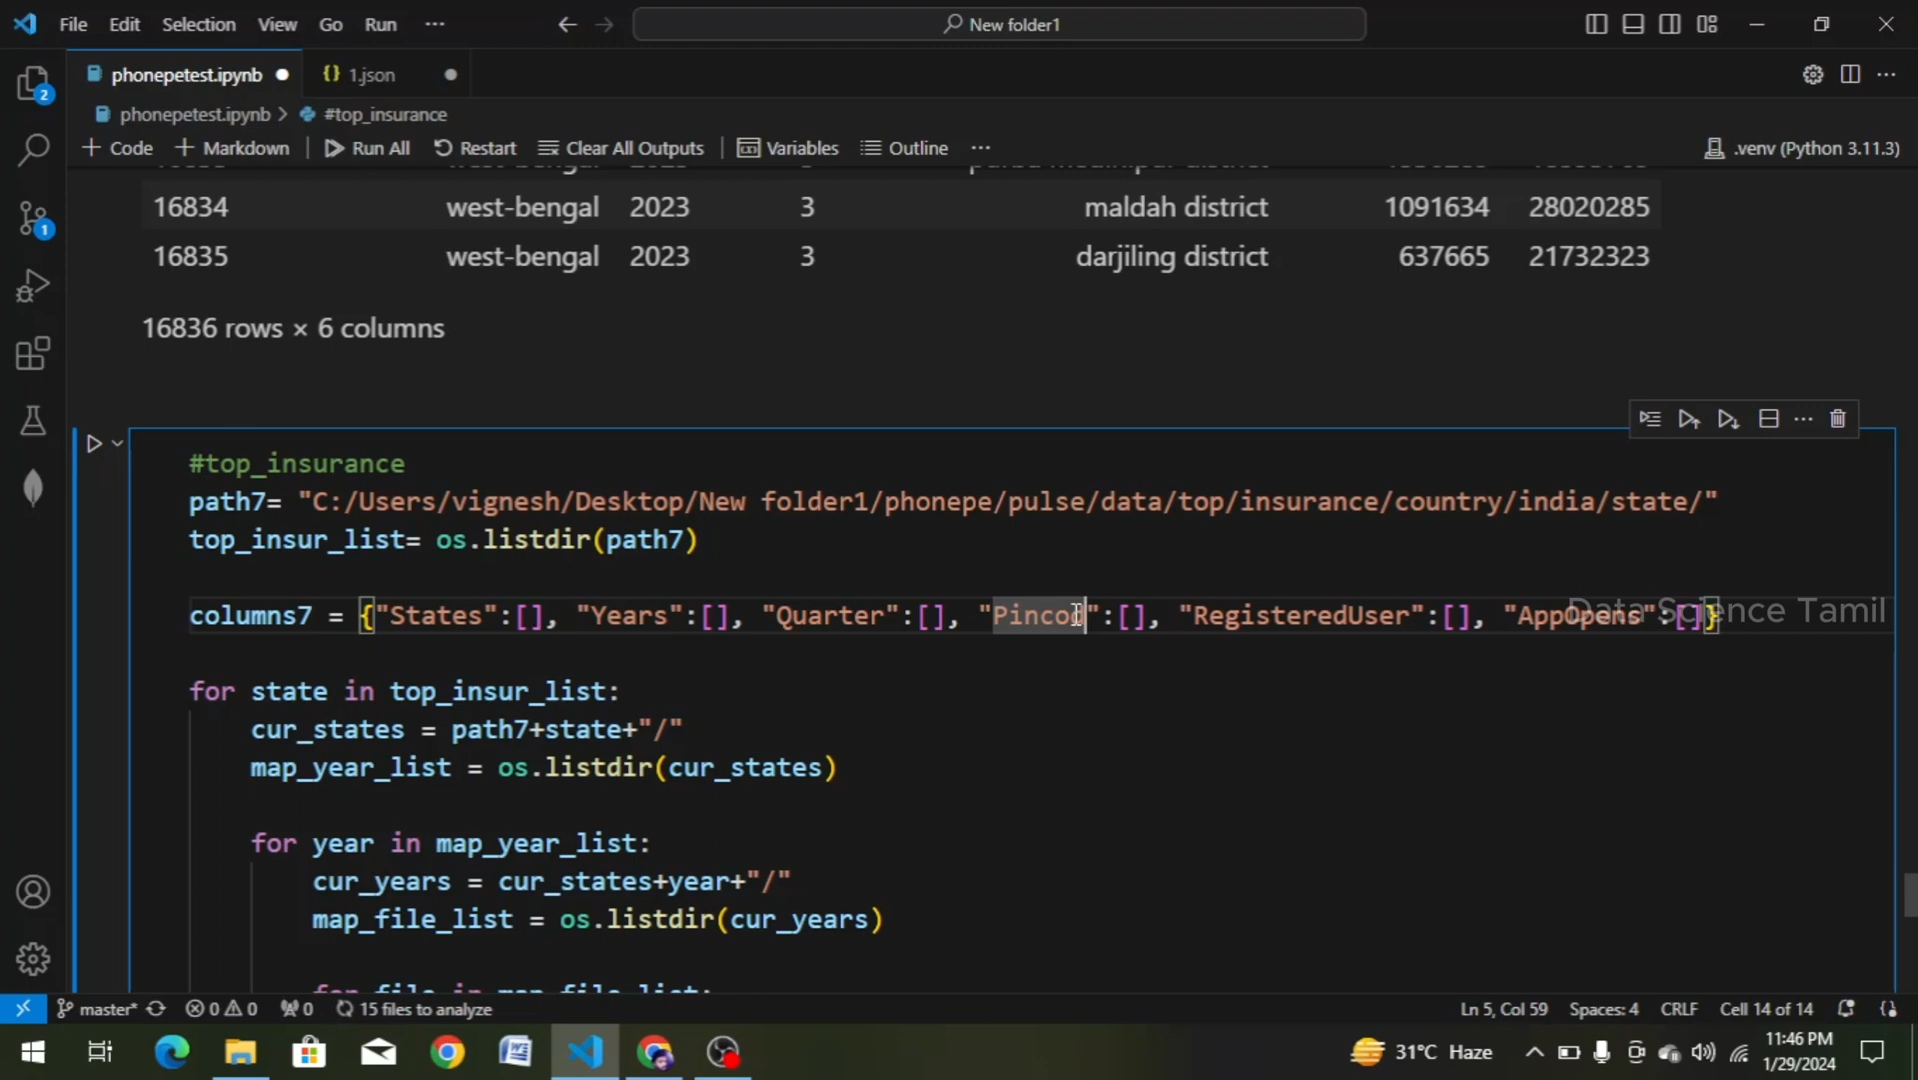 File Edit Selection View Go Run ··· New folder1
phonepetest.ipynb 1.json
phonepetest.ipynb > #top_insurance
+ Code + Markdown Run All Restart Clear All Outputs Variables Outline ··· .venv (Python 3.11.3)
16834 west-bengal 2023 3 maldah district 1091634 28020285
16835 west-bengal 2023 3 darjiling district 637665 21732323
16836 rows × 6 columns
#top_insurance
path7= "C:/Users/vignesh/Desktop/New folder1/phonepe/pulse/data/top/insurance/country/india/state/"
top_insur_list= os.listdir(path7)
columns7 = {"States":[], "Years":[], "Quarter":[], "Pincod":[], "RegisteredUser":[], "AppOpens":[]}
Data Science Tamil
for state in top_insur_list:
cur_states = path7+state+"/"
map_year_list = os.listdir(cur_states)
for year in map_year_list:
cur_years = cur_states+year+"/"
map_file_list = os.listdir(cur_years)
for file in map_file_list:
2
1
master* 0 0 0 15 files to analyze Ln 5, Col 59 Spaces: 4 CRLF Cell 14 of 14
31°C Haze 11:46 PM
1/29/2024